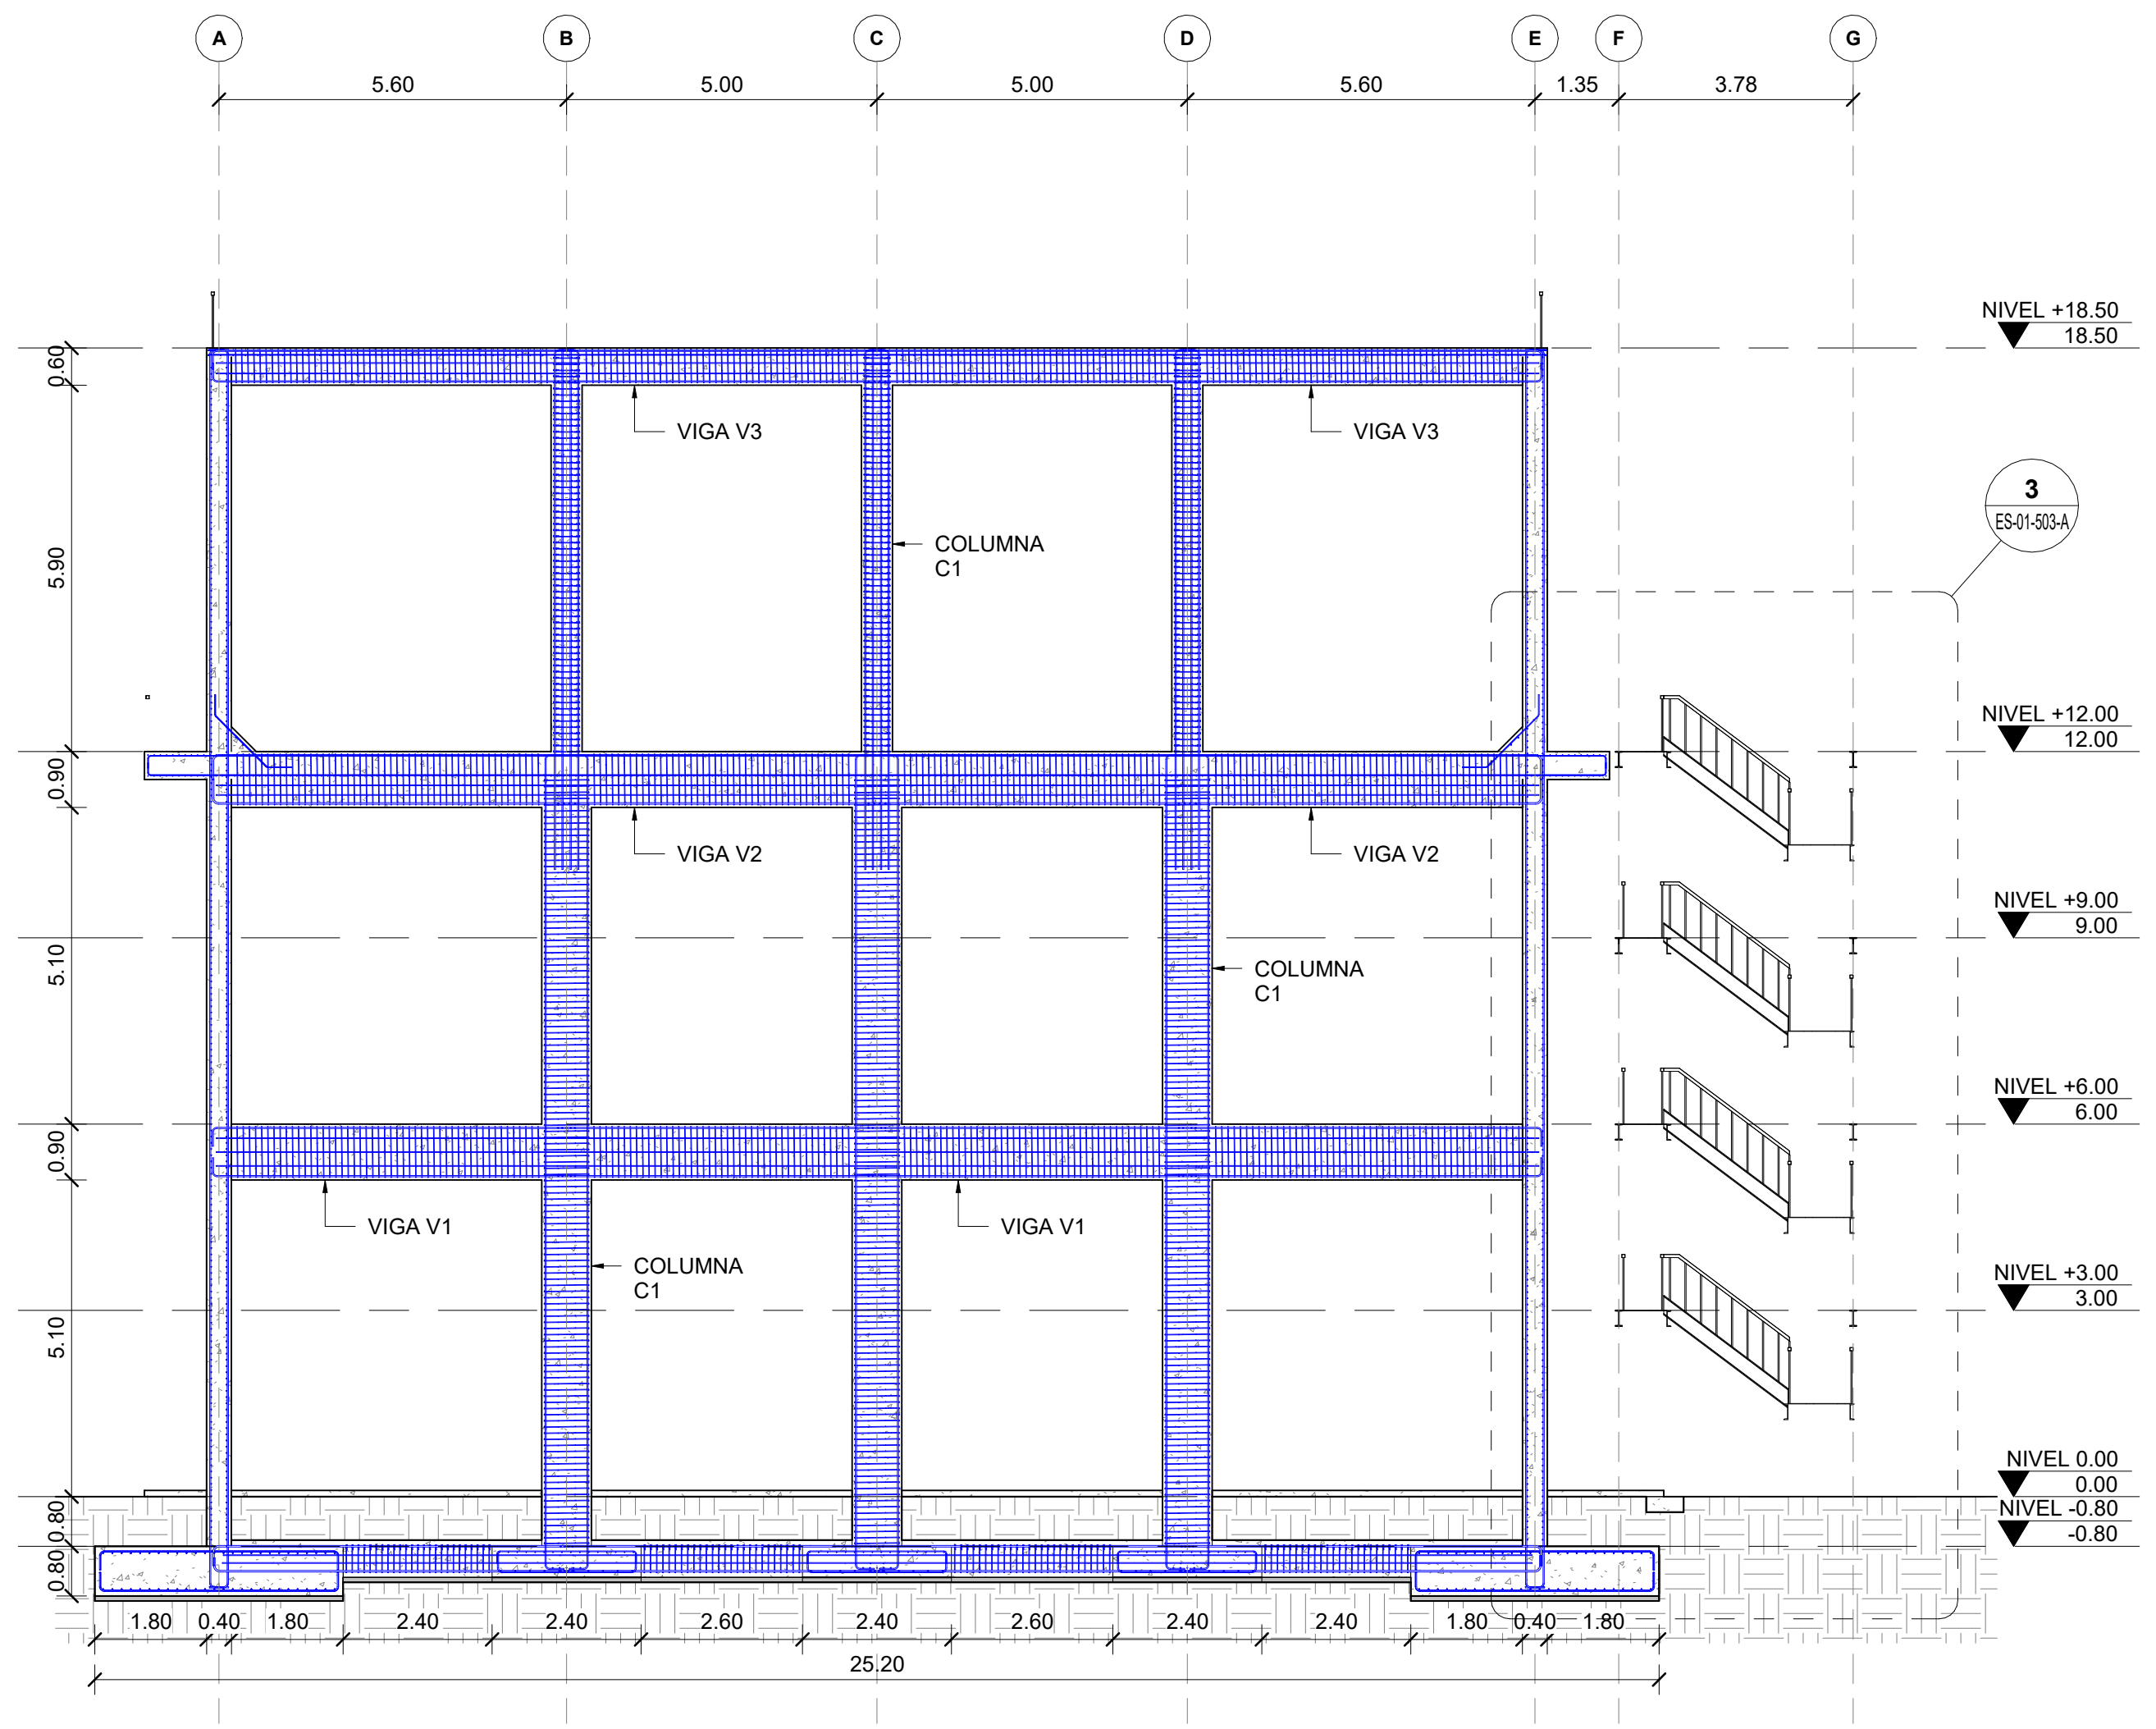 A
B
C
D
E
F
G
5.60
5.00
5.00
5.60
1.35
3.78
NIVEL +18.50
18.50
0.60
VIGA V3
VIGA V3
3
ES-01-503-A
COLUMNA
C1
5.90
NIVEL +12.00
12.00
0.90
VIGA V2
VIGA V2
NIVEL +9.00
9.00
5.10
COLUMNA
C1
NIVEL +6.00
6.00
0.90
VIGA V1
VIGA V1
COLUMNA
C1
NIVEL +3.00
3.00
5.10
NIVEL 0.00
0.00
NIVEL -0.80
-0.80
0.80
0.80
1.80
0.40
1.80
2.40
2.40
2.60
2.40
2.60
2.40
2.40
1.80
0.40
1.80
25.20